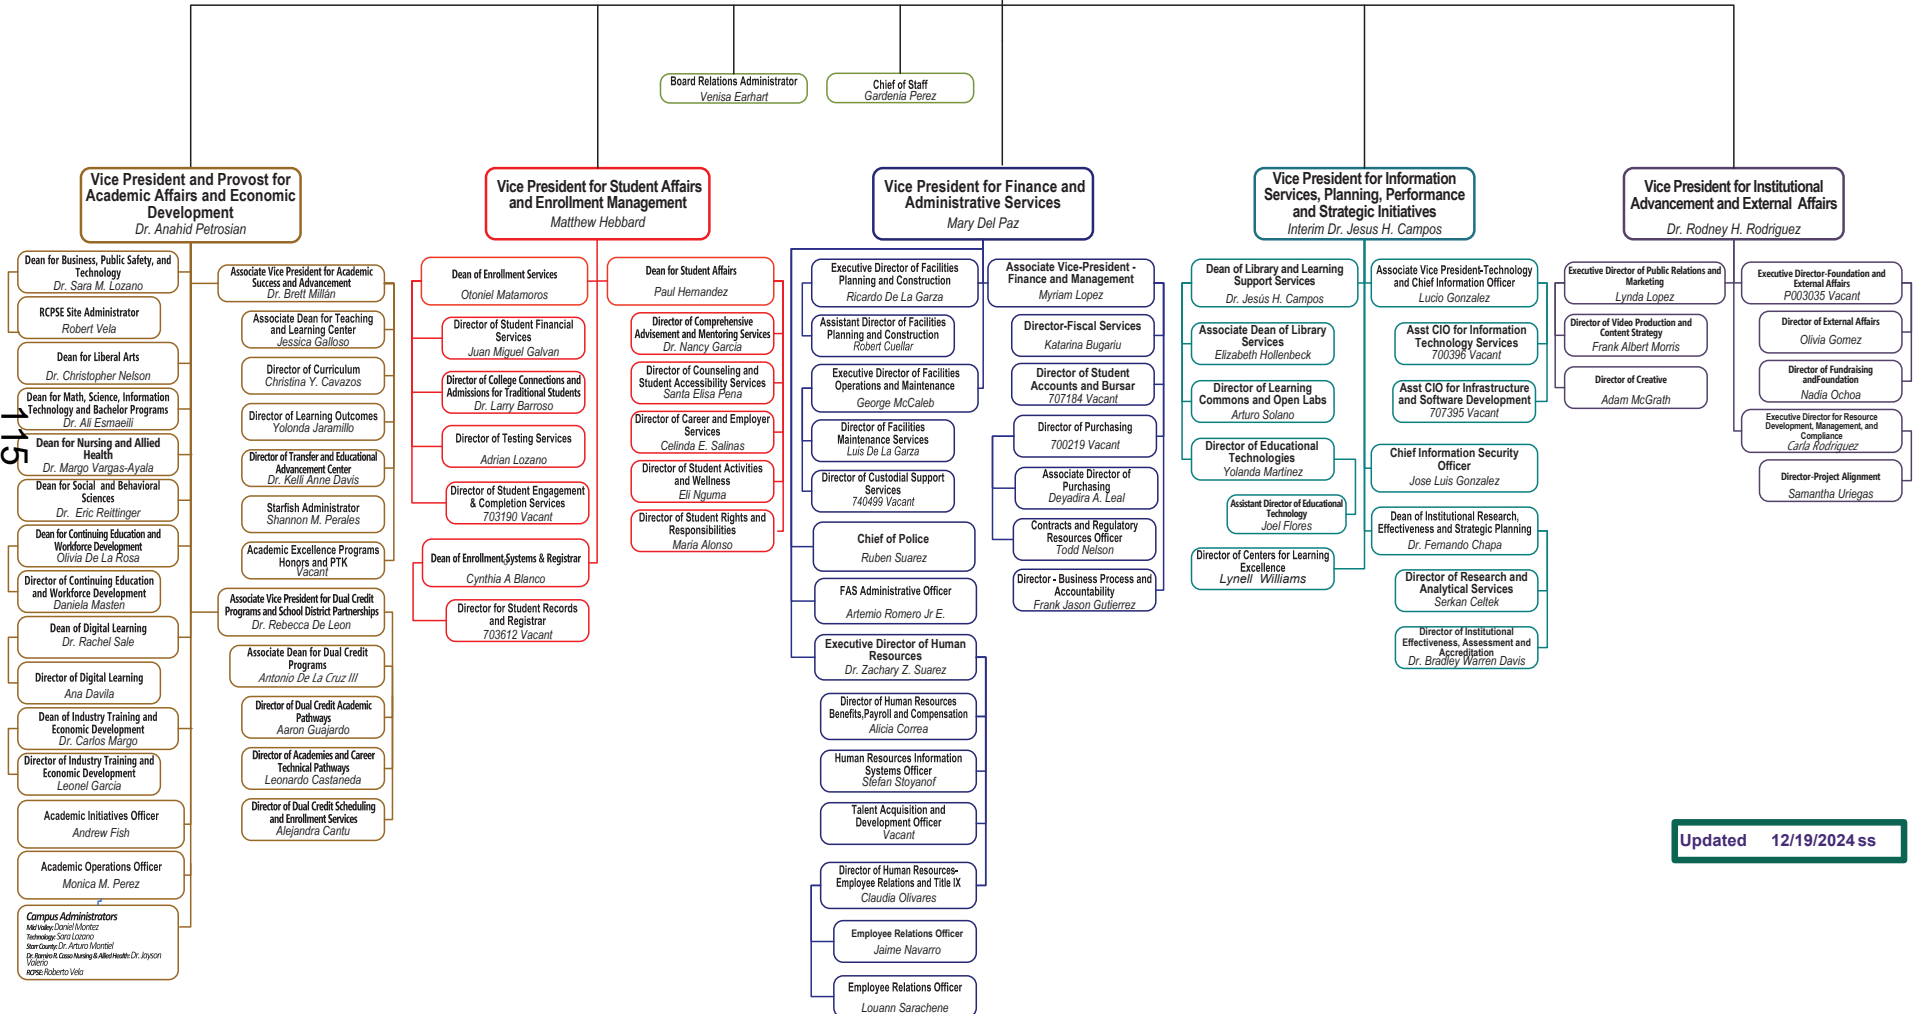 Board Relations Administrator
Venisa Earhart
Chief of Staff
Gardenia Perez
Vice President and Provost for
Academic Affairs and Economic
Development
Dr. Anahid Petrosian
Dean for Business, Public Safety, and
Technology
Dr. Sara M. Lozano
RCPSE Site Administrator
Robert Vela
Dean for Liberal Arts
Dr. Christopher Nelson
Dean for Math, Science, Information
Technology and Bachelor Programs
Dr. Ali Esmaeili
115
Dean for Nursing and Allied
Health
Dr. Margo Vargas-Ayala
Dean for Social and Behavioral
Sciences
Dr. Eric Reittinger
Dean for Continuing Education and
Workforce Development
Olivia De La Rosa
Director of Continuing Education
and Workforce Development
Daniela Masten
Dean of Digital Learning
Dr. Rachel Sale
Director of Digital Learning
Ana Davila
Dean of Industry Training and
Economic Development
Dr. Carlos Margo
Director of Industry Training and
Economic Development
Leonel Garcia
Academic Initiatives Officer
Andrew Fish
Academic Operations Officer
Monica M. Perez
Campus Administrators
Mid Valley: Daniel Montez
Technology: Sara Lozano
Starr County: Dr. Arturo Montiel
Dr. Ramiro R. Casso Nursing & Allied Health: Dr. Jayson
Valerio
RCPSE: Roberto Vela
Associate Vice President for Academic
Success and Advancement
Dr. Brett Millán
Associate Dean for Teaching
and Learning Center
Jessica Galloso
Director of Curriculum
Christina Y. Cavazos
Director of Learning Outcomes
Yolonda Jaramillo
Director of Transfer and Educational
Advancement Center
Dr. Kelli Anne Davis
Starfish Administrator
Shannon M. Perales
Academic Excellence Programs
Honors and PTK
Vacant
Associate Vice President for Dual Credit
Programs and School District Partnerships
Dr. Rebecca De Leon
Associate Dean for Dual Credit
Programs
Antonio De La Cruz III
Director of Dual Credit Academic
Pathways
Aaron Guajardo
Director of Academies and Career
Technical Pathways
Leonardo Castaneda
Director of Dual Credit Scheduling
and Enrollment Services
Alejandra Cantu
Vice President for Student Affairs
and Enrollment Management
Matthew Hebbard
Dean of Enrollment Services
Otoniel Matamoros
Director of Student Financial
Services
Juan Miguel Galvan
Director of College Connections and
Admissions for Traditional Students
Dr. Larry Barroso
Director of Testing Services
Adrian Lozano
Director of Student Engagement
& Completion Services
703190 Vacant
Dean of Enrollment Systems & Registrar
Cynthia A Blanco
Director for Student Records
and Registrar
703612 Vacant
Dean for Student Affairs
Paul Hernandez
Director of Comprehensive
Advisement and Mentoring Services
Dr. Nancy Garcia
Director of Counseling and
Student Accessibility Services
Santa Elisa Pena
Director of Career and Employer
Services
Celinda E. Salinas
Director of Student Activities
and Wellness
Eli Nguma
Director of Student Rights and
Responsibilities
Maria Alonso
Vice President for Finance and
Administrative Services
Mary Del Paz
Executive Director of Facilities
Planning and Construction
Ricardo De La Garza
Assistant Director of Facilities
Planning and Construction
Robert Cuellar
Executive Director of Facilities
Operations and Maintenance
George McCaleb
Director of Facilities
Maintenance Services
Luis De La Garza
Director of Custodial Support
Services
740499 Vacant
Chief of Police
Ruben Suarez
FAS Administrative Officer
Artemio Romero Jr E.
Executive Director of Human
Resources
Dr. Zachary Z. Suarez
Director of Human Resources
Benefits,Payroll and Compensation
Alicia Correa
Human Resources Information
Systems Officer
Stefan Stoyanof
Talent Acquisition and
Development Officer
Vacant
Director of Human Resources-
Employee Relations and Title IX
Claudia Olivares
Employee Relations Officer
Jaime Navarro
Employee Relations Officer
Louann Sarachene
Associate Vice-President -
Finance and Management
Myriam Lopez
Director-Fiscal Services
Katarina Bugariu
Director of Student
Accounts and Bursar
707184 Vacant
Director of Purchasing
700219 Vacant
Associate Director of
Purchasing
Deyadira A. Leal
Contracts and Regulatory
Resources Officer
Todd Nelson
Director - Business Process and
Accountability
Frank Jason Gutierrez
Vice President for Information
Services, Planning, Performance
and Strategic Initiatives
Interim Dr. Jesus H. Campos
Dean of Library and Learning
Support Services
Dr. Jesús H. Campos
Associate Dean of Library
Services
Elizabeth Hollenbeck
Director of Learning
Commons and Open Labs
Arturo Solano
Director of Educational
Technologies
Yolanda Martinez
Assistant Director of Educational
Technology
Joel Flores
Director of Centers for Learning
Excellence
Lynell Williams
Associate Vice President-Technology
and Chief Information Officer
Lucio Gonzalez
Asst CIO for Information
Technology Services
700396 Vacant
Asst CIO for Infrastructure
and Software Development
707395 Vacant
Chief Information Security
Officer
Jose Luis Gonzalez
Dean of Institutional Research,
Effectiveness and Strategic Planning
Dr. Fernando Chapa
Director of Research and
Analytical Services
Serkan Celtek
Director of Institutional
Effectiveness, Assessment and
Accreditation
Dr. Bradley Warren Davis
Vice President for Institutional
Advancement and External Affairs
Dr. Rodney H. Rodriguez
Executive Director of Public Relations and
Marketing
Lynda Lopez
Director of Video Production and
Content Strategy
Frank Albert Morris
Director of Creative
Adam McGrath
Executive Director-Foundation and
External Affairs
P003035 Vacant
Director of External Affairs
Olivia Gomez
Director of Fundraising
andFoundation
Nadia Ochoa
Executive Director for Resource
Development, Management, and
Compliance
Carla Rodriguez
Director-Project Alignment
Samantha Uriegas
Updated 12/19/2024 ss